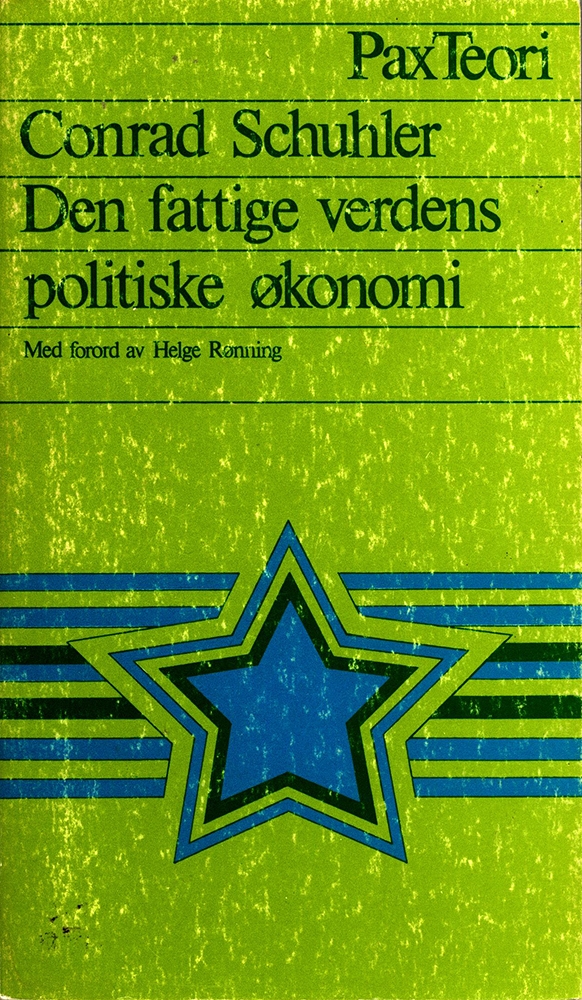 PaxTeori
Conrad Schuhler
Den fattige verdens
politiske økonomi
Med forord av Helge Rønning